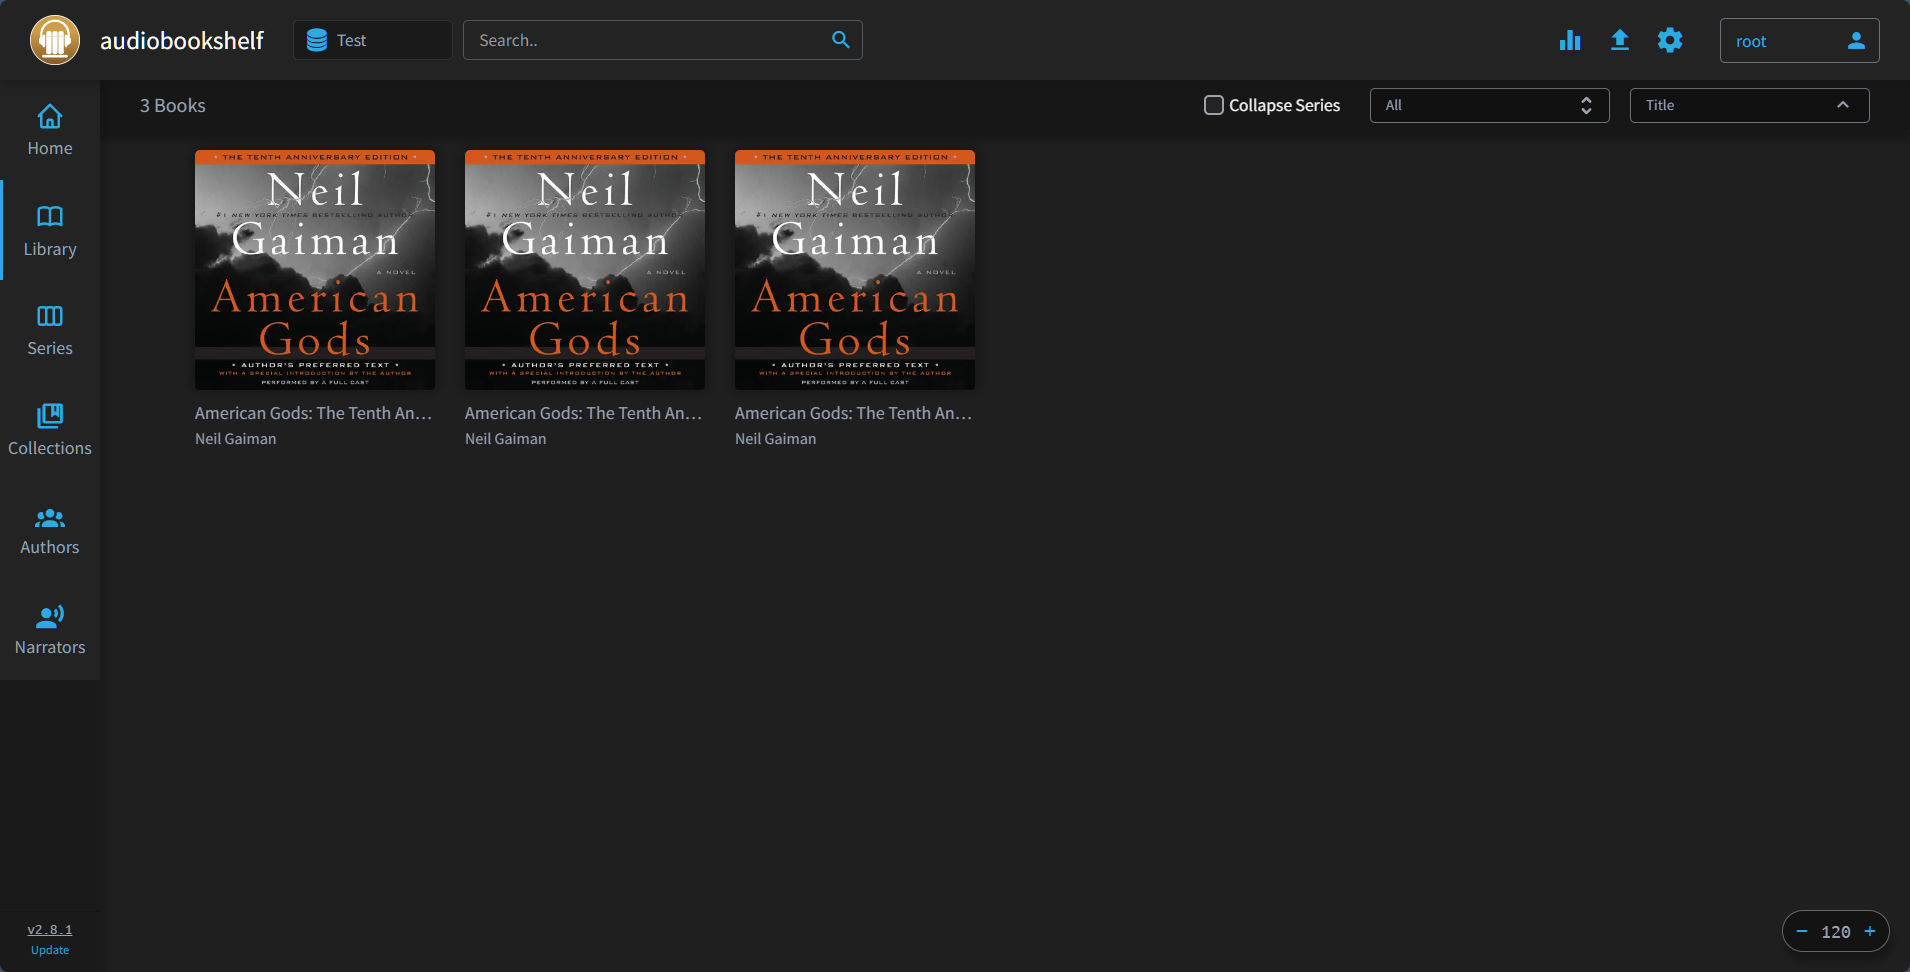 audiobookshelf
Test
Search..
root
3 Books
Collapse Series
All
Title
Home
Library
Series
Collections
Authors
Narrators
• THE TENTH ANNIVERSARY EDITION •
Neil
#1 NEW YORK TIMES BESTSELLING AUTHOR
Gaiman
A NOVEL
American
Gods
• AUTHOR'S PREFERRED TEXT •
WITH A SPECIAL INTRODUCTION BY THE AUTHOR
PERFORMED BY A FULL CAST
American Gods: The Tenth An...
Neil Gaiman
• THE TENTH ANNIVERSARY EDITION •
Neil
#1 NEW YORK TIMES BESTSELLING AUTHOR
Gaiman
A NOVEL
American
Gods
• AUTHOR'S PREFERRED TEXT •
WITH A SPECIAL INTRODUCTION BY THE AUTHOR
PERFORMED BY A FULL CAST
American Gods: The Tenth An...
Neil Gaiman
• THE TENTH ANNIVERSARY EDITION •
Neil
#1 NEW YORK TIMES BESTSELLING AUTHOR
Gaiman
A NOVEL
American
Gods
• AUTHOR'S PREFERRED TEXT •
WITH A SPECIAL INTRODUCTION BY THE AUTHOR
PERFORMED BY A FULL CAST
American Gods: The Tenth An...
Neil Gaiman
v2.8.1
Update
− 120 +